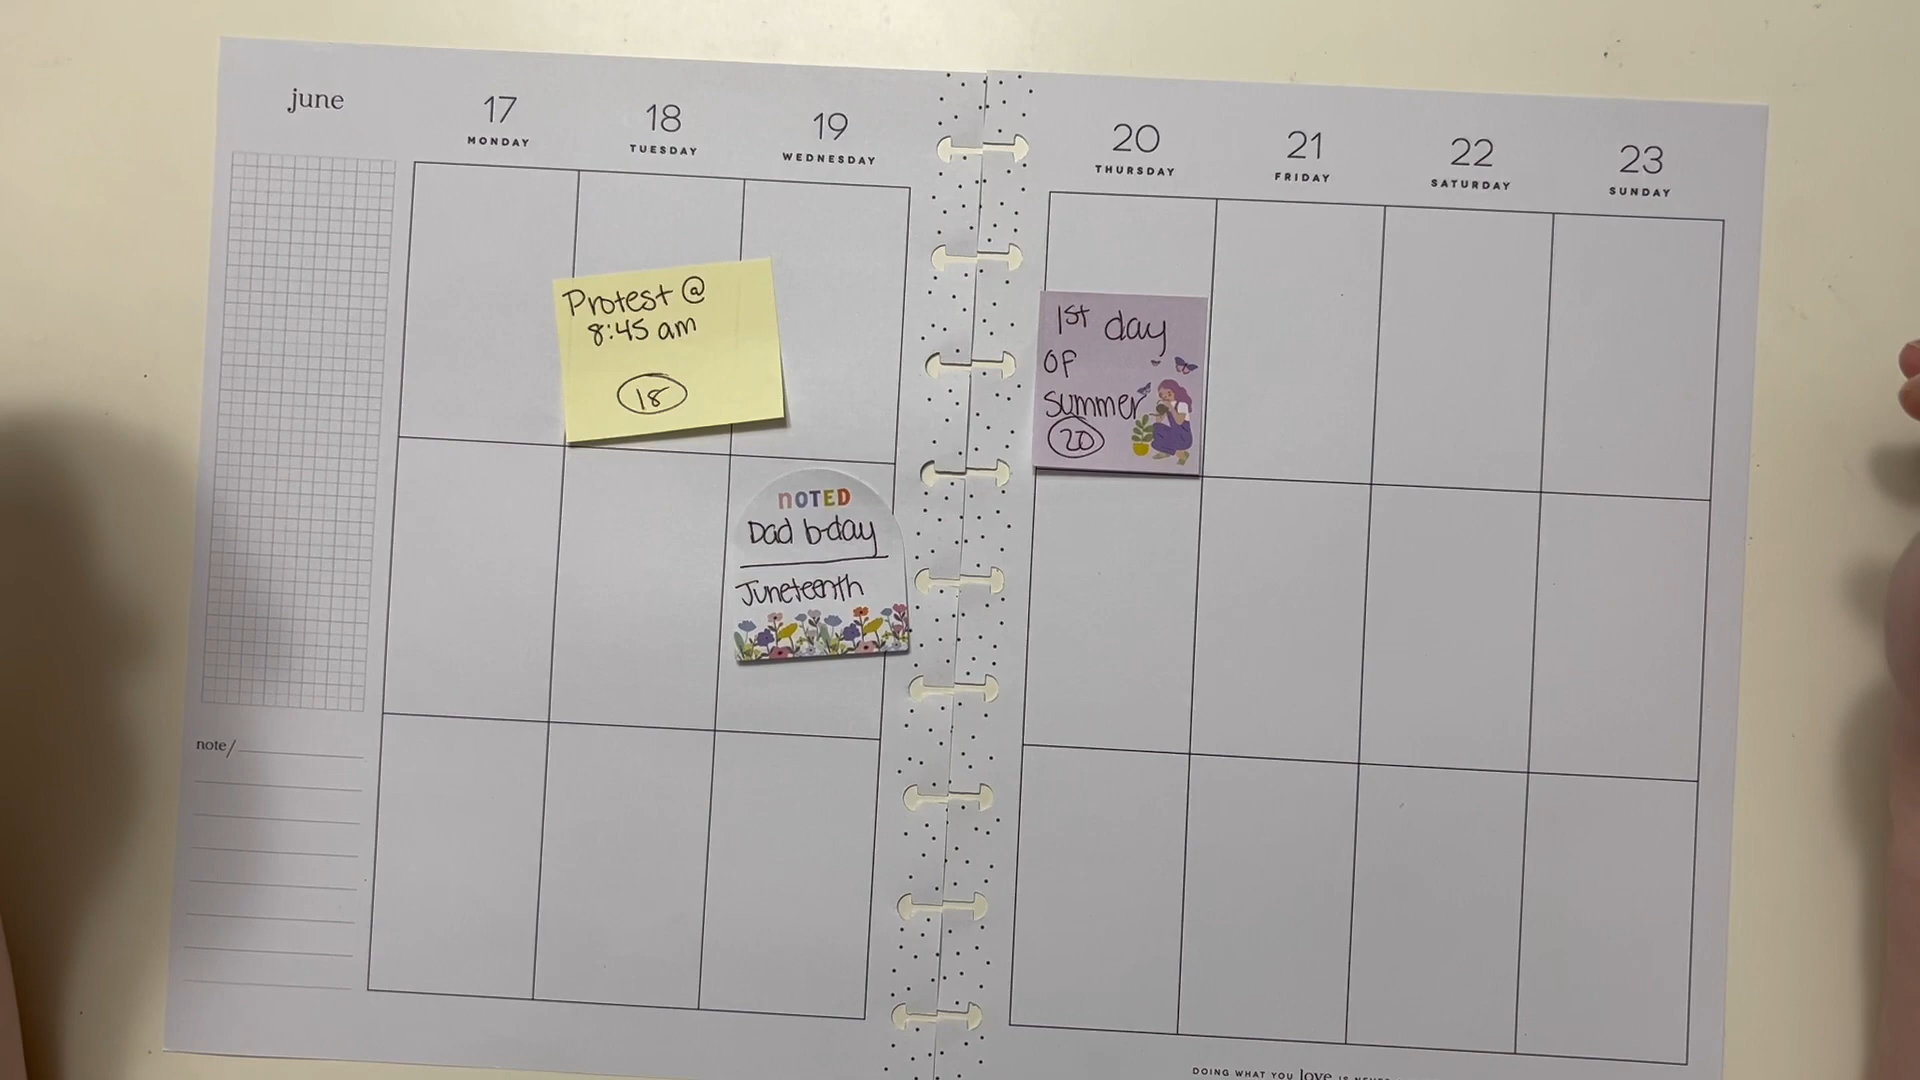 june
17
MONDAY
18
TUESDAY
19
WEDNESDAY
20
THURSDAY
21
FRIDAY
22
SATURDAY
23
SUNDAY
Protest @
8:45 am
18
1st day
of
summer
20
nOTED
Dad b-day
Juneteenth
note/
DOING WHAT YOU love IS